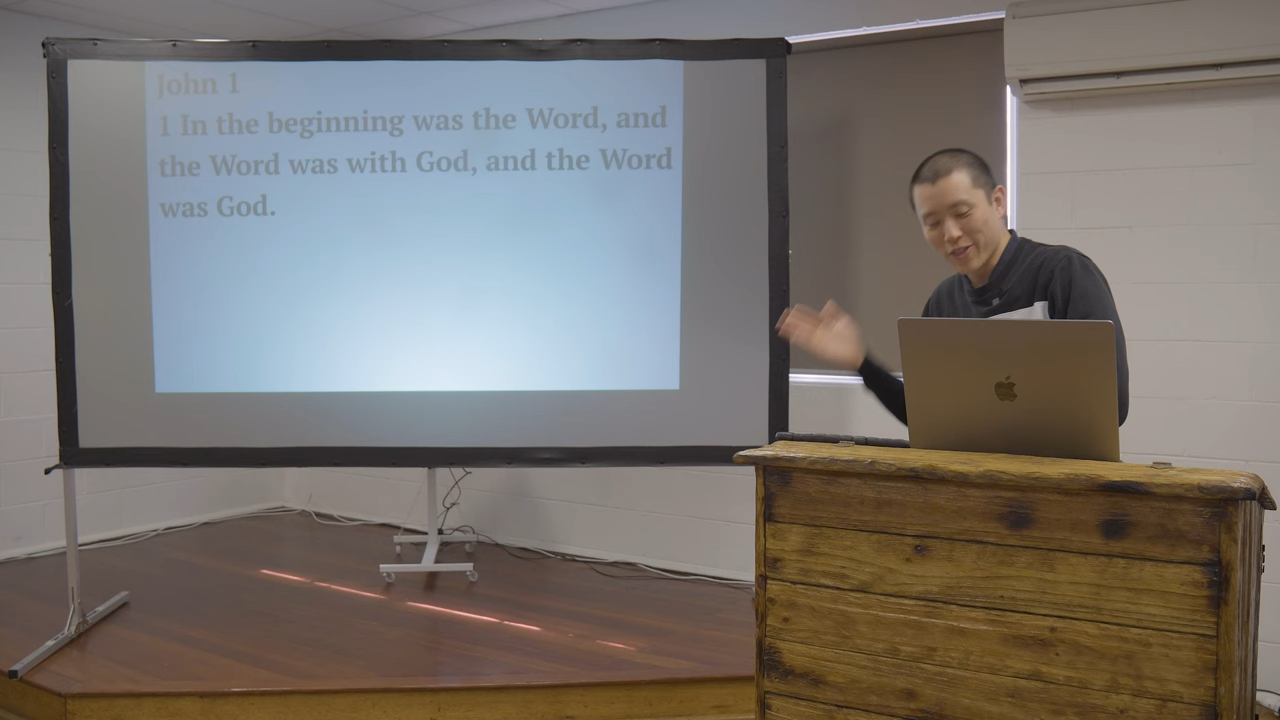 John 1
1 In the beginning was the Word, and
the Word was with God, and the Word
was God.